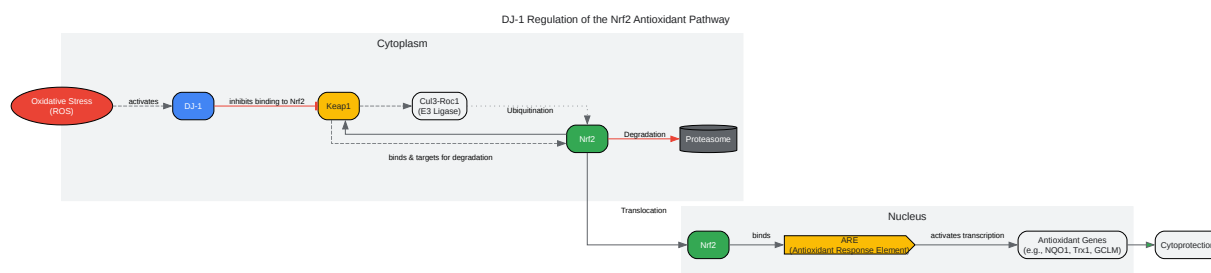 DJ-1 Regulation of the Nrf2 Antioxidant Pathway
Cytoplasm
Oxidative Stress
(ROS)
activates
DJ-1
inhibits binding to Nrf2
Keap1
Cul3-Roc1
(E3 Ligase)
Ubiquitination
Nrf2
Degradation
Proteasome
binds & targets for degradation
Translocation
Nucleus
Nrf2
binds
ARE
(Antioxidant Response Element)
activates transcription
Antioxidant Genes
(e.g., NQO1, Trx1, GCLM)
Cytoprotection